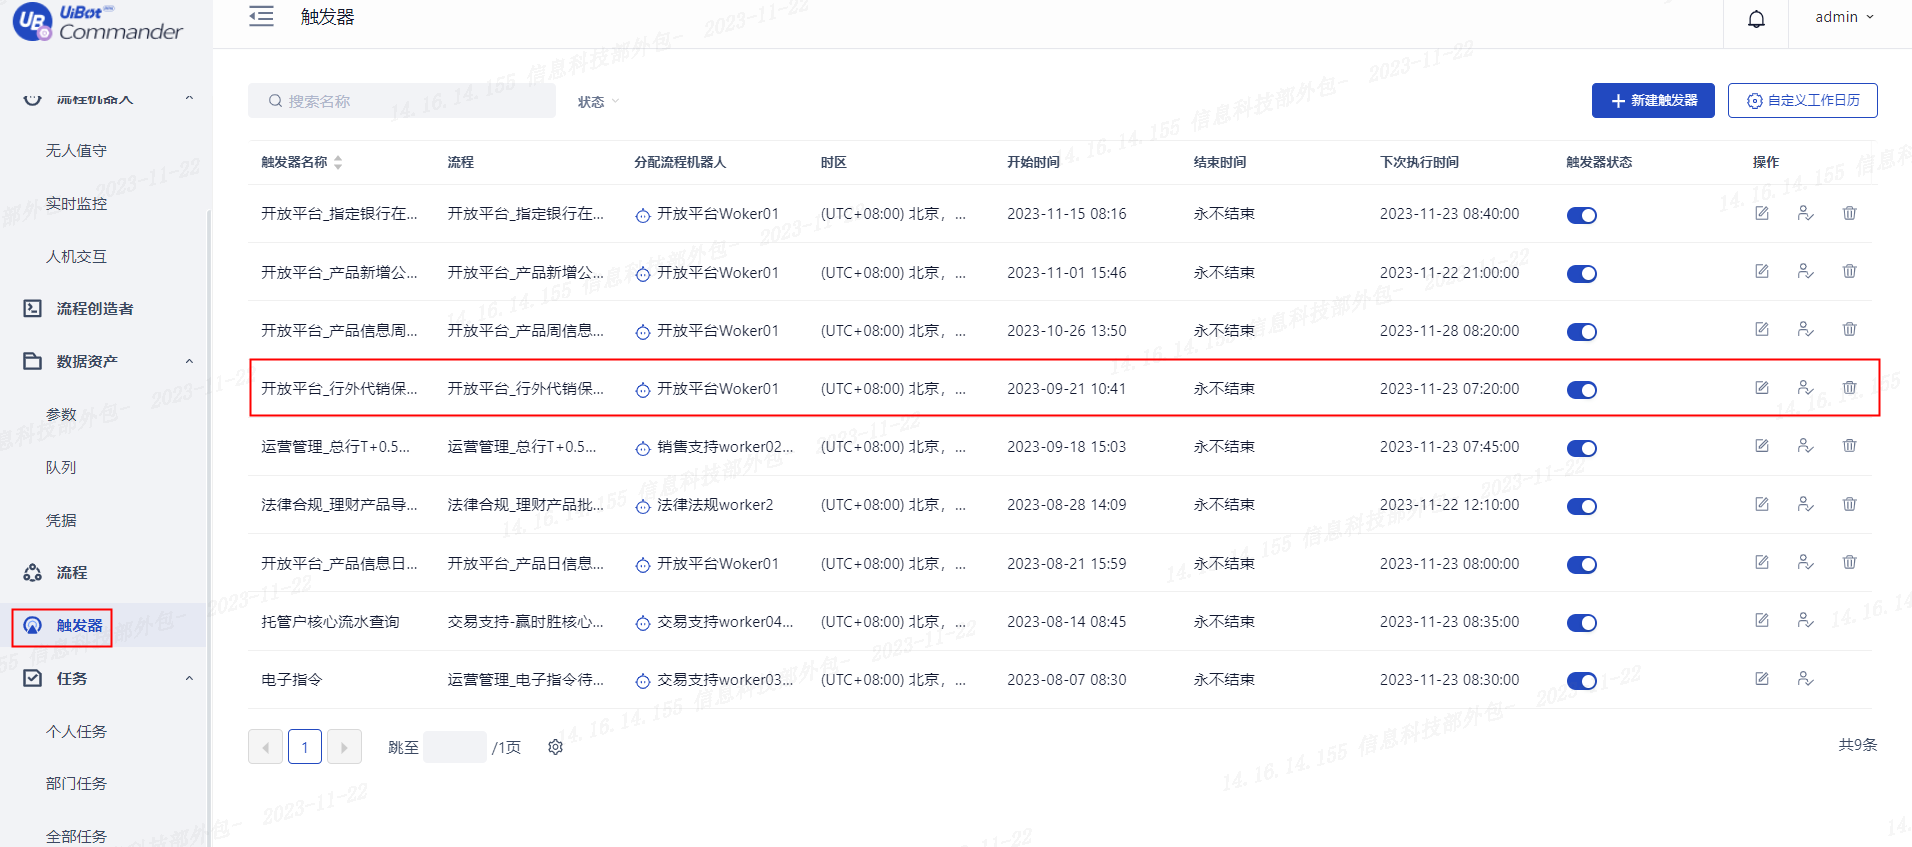 UB UiBot Commander
触发器
admin
流程机器人
无人值守
实时监控
人机交互
流程创造者
数据资产
参数
队列
凭据
流程
触发器
任务
个人任务
部门任务
全部任务
搜索名称 状态 新建触发器 自定义工作日历
触发器名称 流程 分配流程机器人 时区 开始时间 结束时间 下次执行时间 触发器状态 操作
开放平台_指定银行在... 开放平台_指定银行在... 开放平台Woker01 (UTC+08:00) 北京，... 2023-11-15 08:16 永不结束 2023-11-23 08:40:00
开放平台_产品新增公... 开放平台_产品新增公... 开放平台Woker01 (UTC+08:00) 北京，... 2023-11-01 15:46 永不结束 2023-11-22 21:00:00
开放平台_产品信息周... 开放平台_产品周信息... 开放平台Woker01 (UTC+08:00) 北京，... 2023-10-26 13:50 永不结束 2023-11-28 08:20:00
开放平台_行外代销保... 开放平台_行外代销保... 开放平台Woker01 (UTC+08:00) 北京，... 2023-09-21 10:41 永不结束 2023-11-23 07:20:00
运营管理_总行T+0.5... 运营管理_总行T+0.5... 销售支持worker02... (UTC+08:00) 北京，... 2023-09-18 15:03 永不结束 2023-11-23 07:45:00
法律合规_理财产品导... 法律合规_理财产品批... 法律法规worker2 (UTC+08:00) 北京，... 2023-08-28 14:09 永不结束 2023-11-22 12:10:00
开放平台_产品信息日... 开放平台_产品日信息... 开放平台Woker01 (UTC+08:00) 北京，... 2023-08-21 15:59 永不结束 2023-11-23 08:00:00
托管户核心流水查询 交易支持-赢时胜核心... 交易支持worker04... (UTC+08:00) 北京，... 2023-08-14 08:45 永不结束 2023-11-23 08:35:00
电子指令 运营管理_电子指令待... 交易支持worker03... (UTC+08:00) 北京，... 2023-08-07 08:30 永不结束 2023-11-23 08:30:00
1 跳至 /1页 共9条
14.16.14.155 信息科技部外包- 2023-11-22